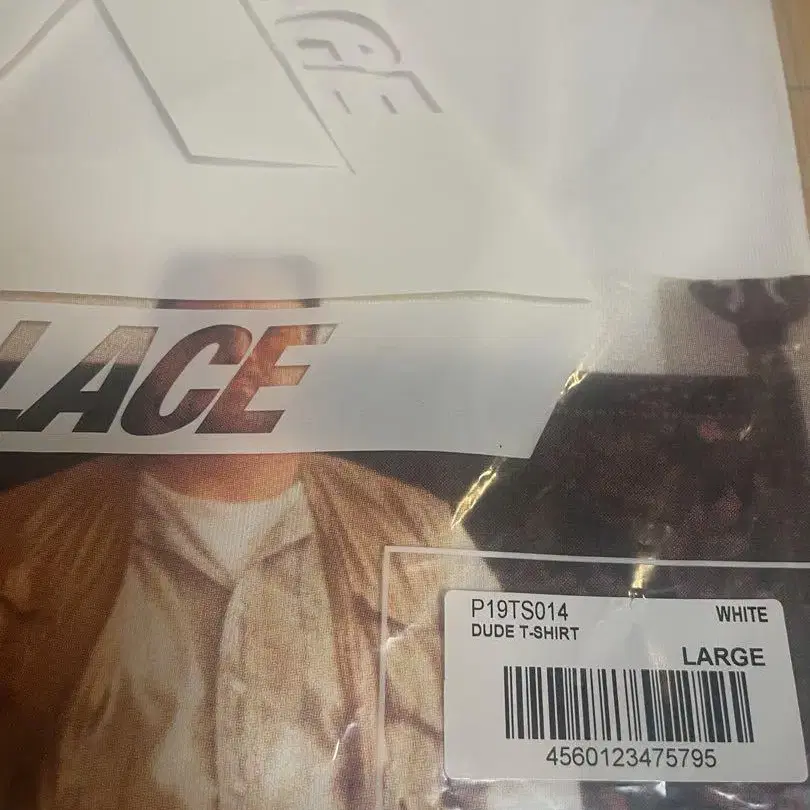 LACE
P19TS014 WHITE
DUDE T-SHIRT
LARGE
4560123475795